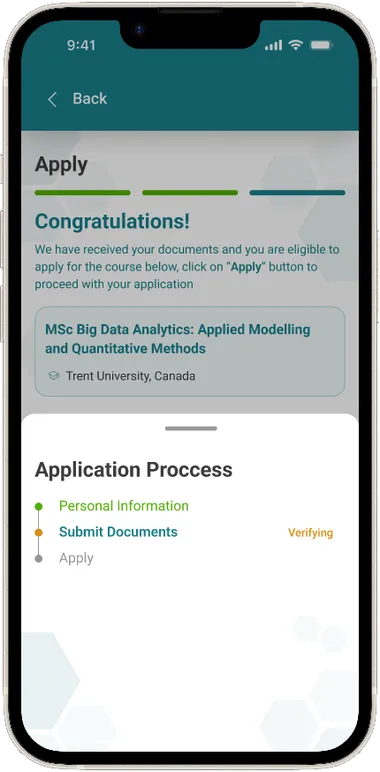 9:41
Back
Apply
Congratulations!
We have received your documents and you are eligible to
apply for the course below, click on “Apply” button to
proceed with your application
MSc Big Data Analytics: Applied Modelling
and Quantitative Methods
Trent University, Canada
Application Proccess
Personal Information
Submit Documents Verifying
Apply